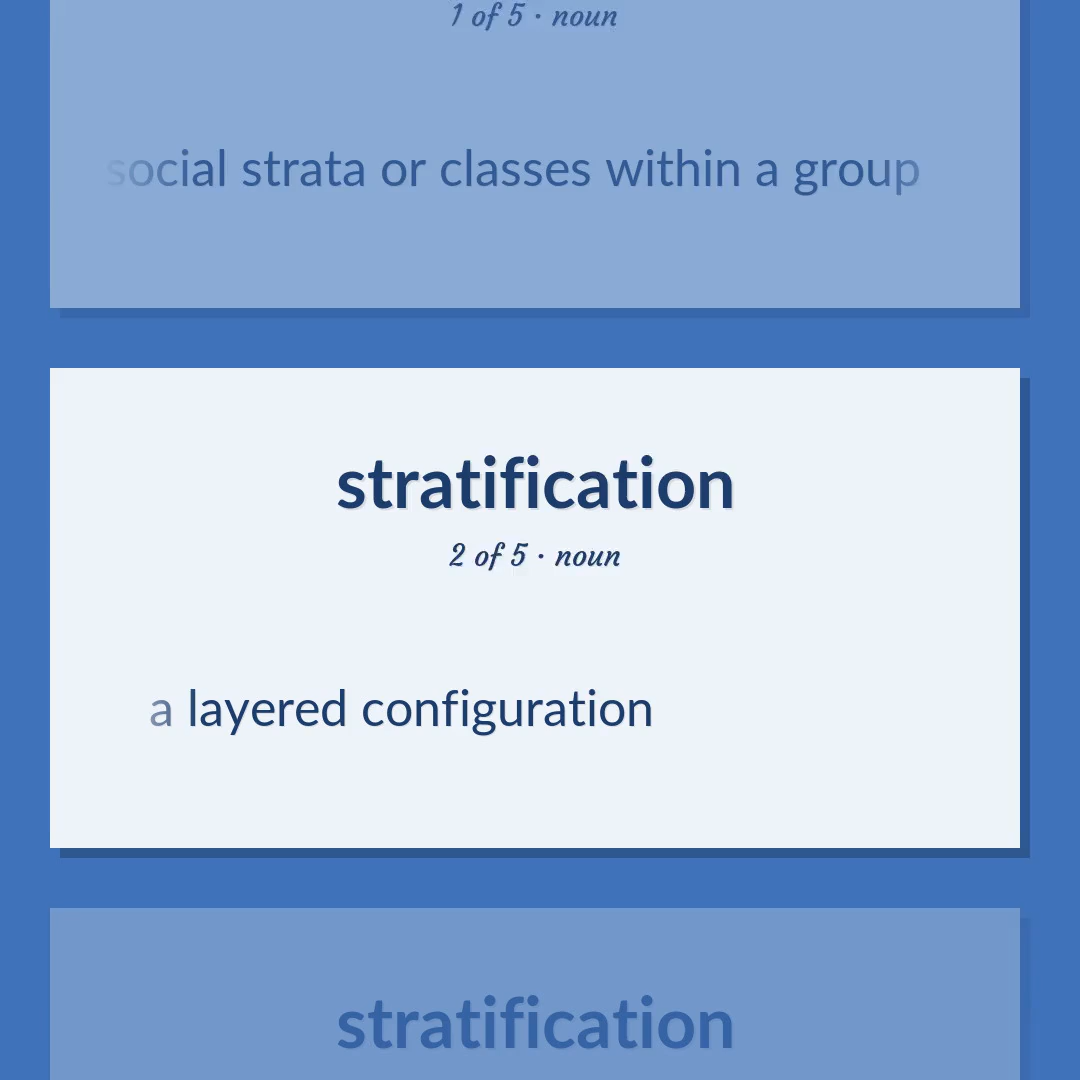 1 of 5 · noun
social strata or classes within a group
stratification
2 of 5 · noun
a layered configuration
stratification